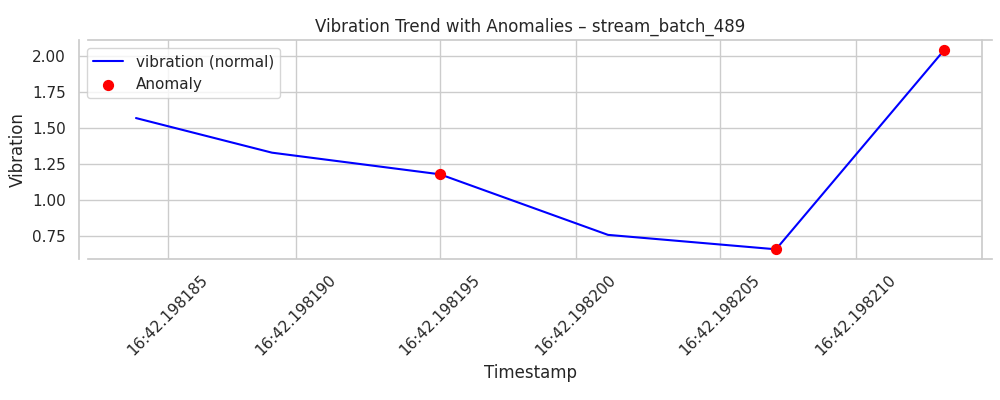 Vibration Trend with Anomalies – stream_batch_489
vibration (normal)
Anomaly
Vibration
2.00
1.75
1.50
1.25
1.00
0.75
16:42.198185
16:42.198190
16:42.198195
16:42.198200
16:42.198205
16:42.198210
Timestamp